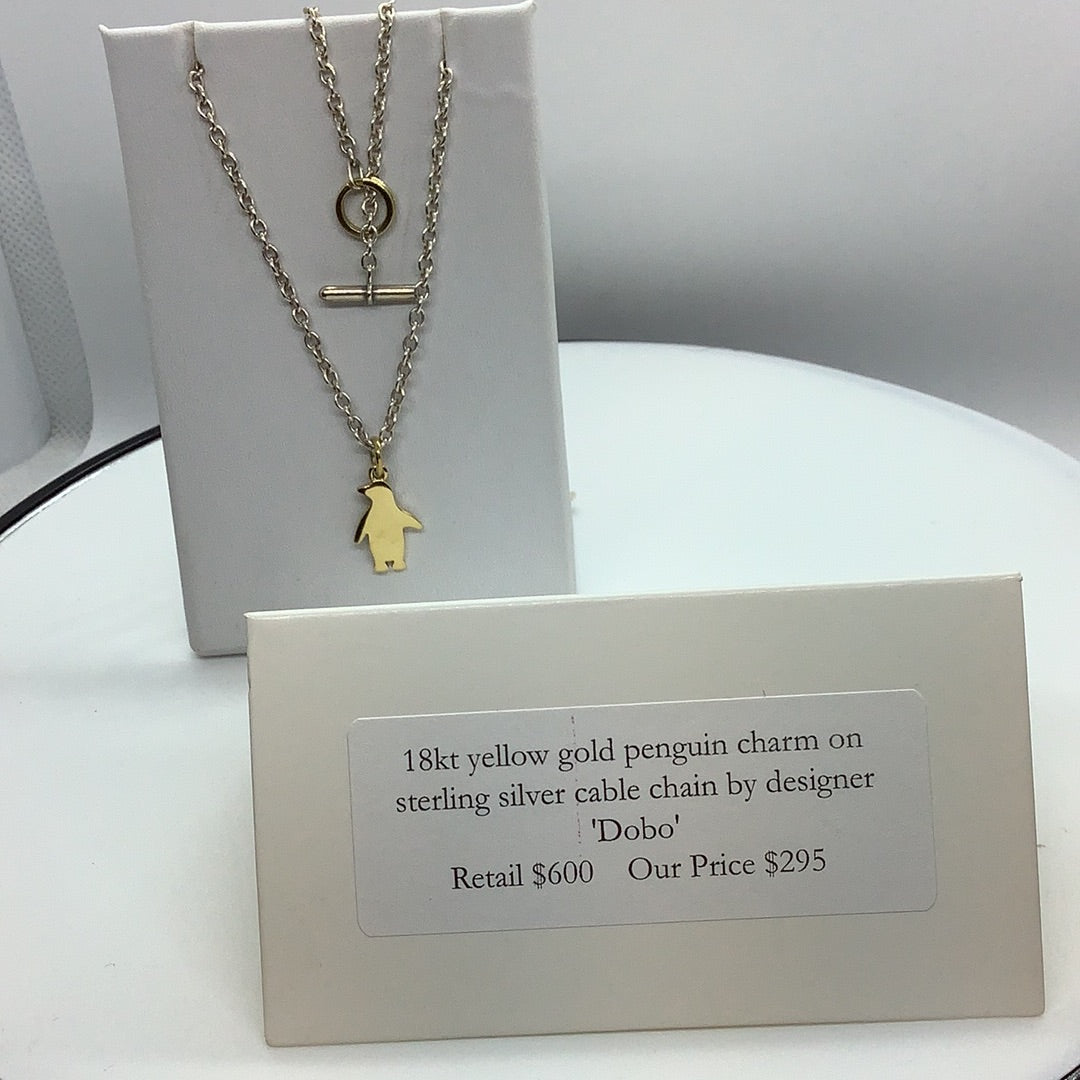 18kt yellow gold penguin charm on
sterling silver cable chain by designer
'Dobo'
Retail $600 Our Price $295